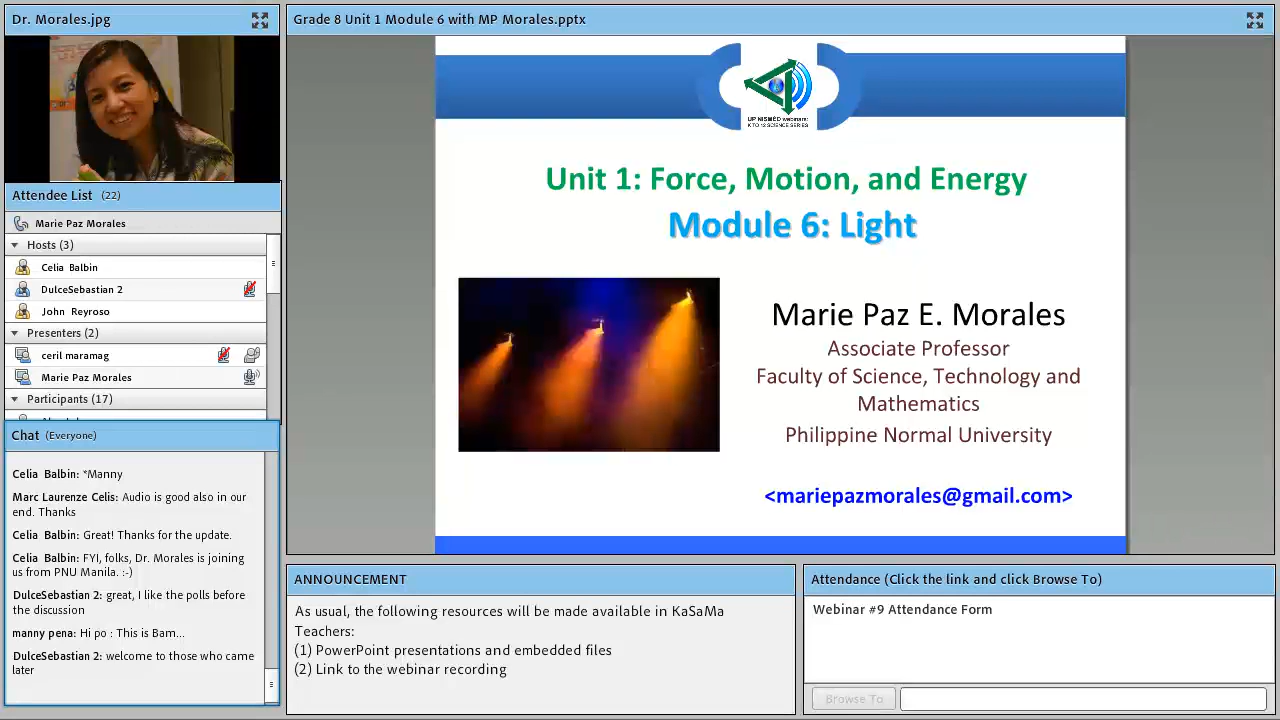 Dr. Morales.jpg
Attendee List (22)
Marie Paz Morales
Hosts (3)
Celia Balbin
DulceSebastian 2
John Reyroso
Presenters (2)
ceril maramag
Marie Paz Morales
Participants (17)
Chat (Everyone)
Celia Balbin: *Manny
Marc Laurenze Celis: Audio is good also in our
end. Thanks
Celia Balbin: Great! Thanks for the update.
Celia Balbin: FYI, folks, Dr. Morales is joining
us from PNU Manila. :-)
DulceSebastian 2: great, I like the polls before
the discussion
manny pena: Hi po : This is Bam...
DulceSebastian 2: welcome to those who came
later
Grade 8 Unit 1 Module 6 with MP Morales.pptx
UP NISMED webinars:
K TO 12 SCIENCE SERIES
Unit 1: Force, Motion, and Energy
Module 6: Light
Marie Paz E. Morales
Associate Professor
Faculty of Science, Technology and
Mathematics
Philippine Normal University
<mariepazmorales@gmail.com>
ANNOUNCEMENT
As usual, the following resources will be made available in KaSaMa
Teachers:
(1) PowerPoint presentations and embedded files
(2) Link to the webinar recording
Attendance (Click the link and click Browse To)
Webinar #9 Attendance Form
Browse To